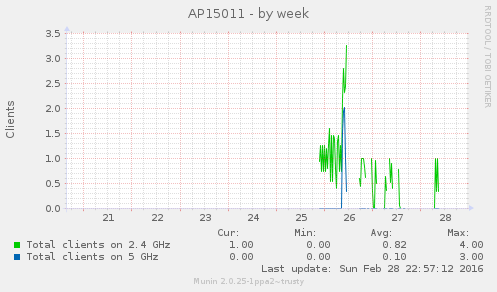 AP15011 - by week
RRDTOOL / TOBI OETIKER
Clients
3.5
3.0
2.5
2.0
1.5
1.0
0.5
0.0
21 22 23 24 25 26 27 28
Cur: Min: Avg: Max:
Total clients on 2.4 GHz 1.00 0.00 0.82 4.00
Total clients on 5 GHz 0.00 0.00 0.10 3.00
Last update: Sun Feb 28 22:57:12 2016
Munin 2.0.25-1ppa2~trusty